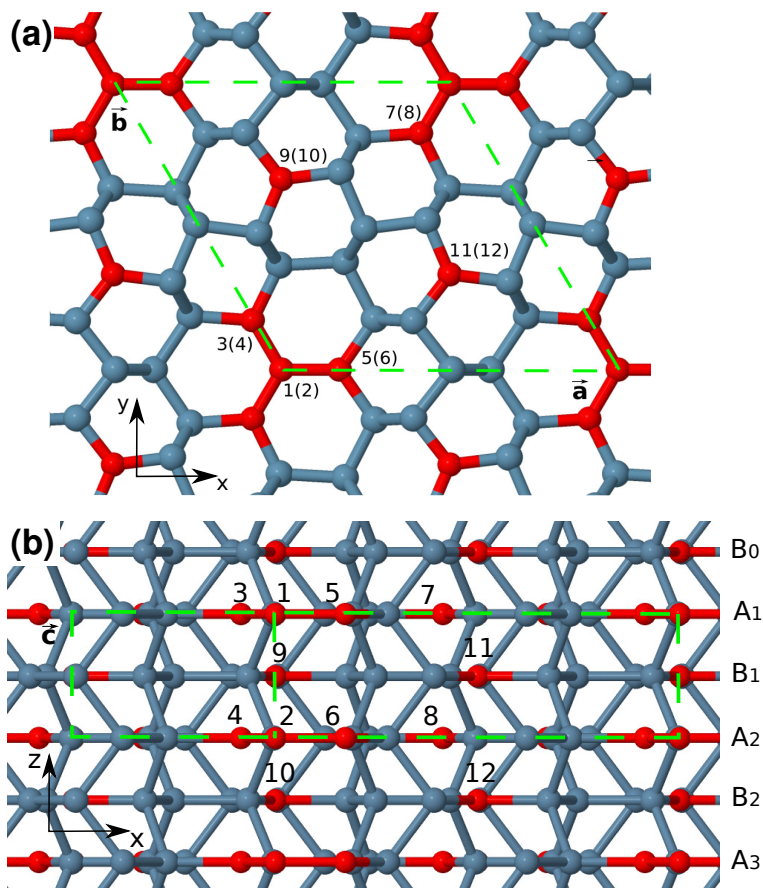 (a)
b
7(8)
9(10)
11(12)
3(4)
5(6)
1(2)
a
y
x
(b)
B0
3 1 5 7
A1
c
9 11
B1
4 2 6 8
A2
z
10 12
B2
x
A3